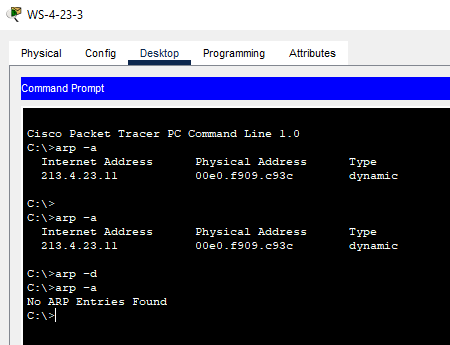 WS-4-23-3
Physical Config Desktop Programming Attributes
Command Prompt
Cisco Packet Tracer PC Command Line 1.0
C:\>arp -a
Internet Address Physical Address Type
213.4.23.11 00e0.f909.c93c dynamic
C:\>
C:\>arp -a
Internet Address Physical Address Type
213.4.23.11 00e0.f909.c93c dynamic
C:\>arp -d
C:\>arp -a
No ARP Entries Found
C:\>